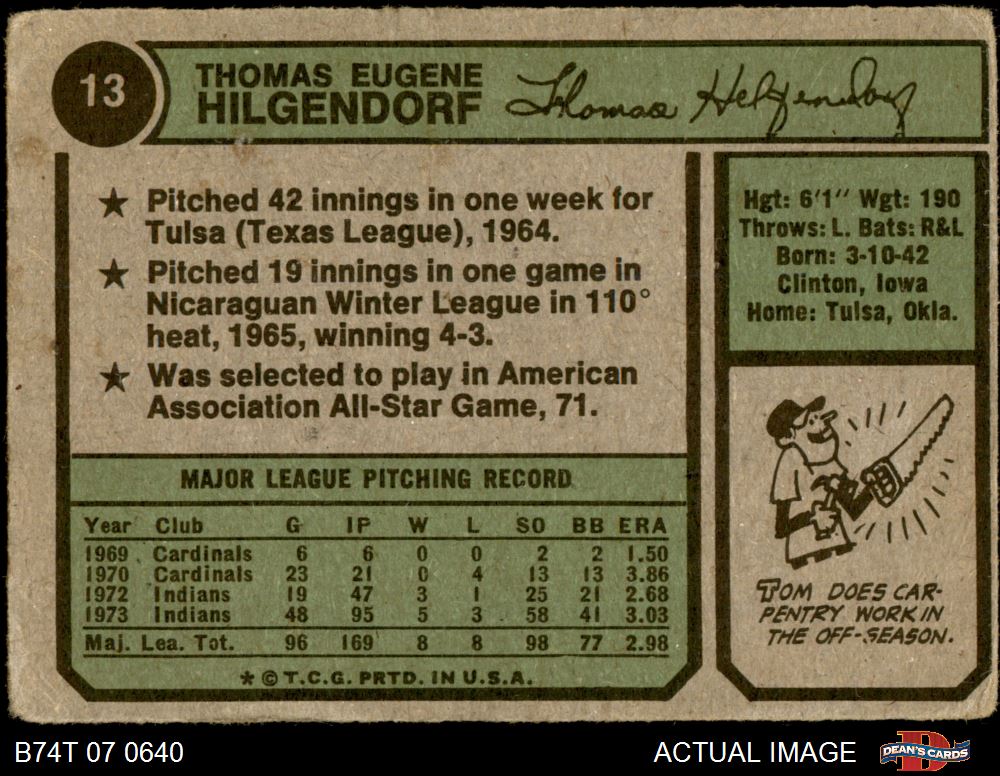 13
THOMAS EUGENE
HILGENDORF
Thomas Hilgendorf
★ Pitched 42 innings in one week for
Tulsa (Texas League), 1964.
★ Pitched 19 innings in one game in
Nicaraguan Winter League in 110°
heat, 1965, winning 4-3.
★ Was selected to play in American
Association All-Star Game, 71.
MAJOR LEAGUE PITCHING RECORD
Year Club G IP W L SO BB ERA
1969 Cardinals 6 6 0 0 2 2 1.50
1970 Cardinals 23 21 0 4 13 13 3.86
1972 Indians 19 47 3 1 25 21 2.68
1973 Indians 48 95 5 3 58 41 3.03
Maj. Lea. Tot. 96 169 8 8 98 77 2.98
* © T.C.G. PRTD. IN U.S.A.
Hgt: 6'1'' Wgt: 190
Throws: L. Bats: R&L
Born: 3-10-42
Clinton, Iowa
Home: Tulsa, Okla.
TOM DOES CAR-
PENTRY WORK IN
THE OFF-SEASON.
B74T 07 0640
ACTUAL IMAGE
DEAN'S CARDS